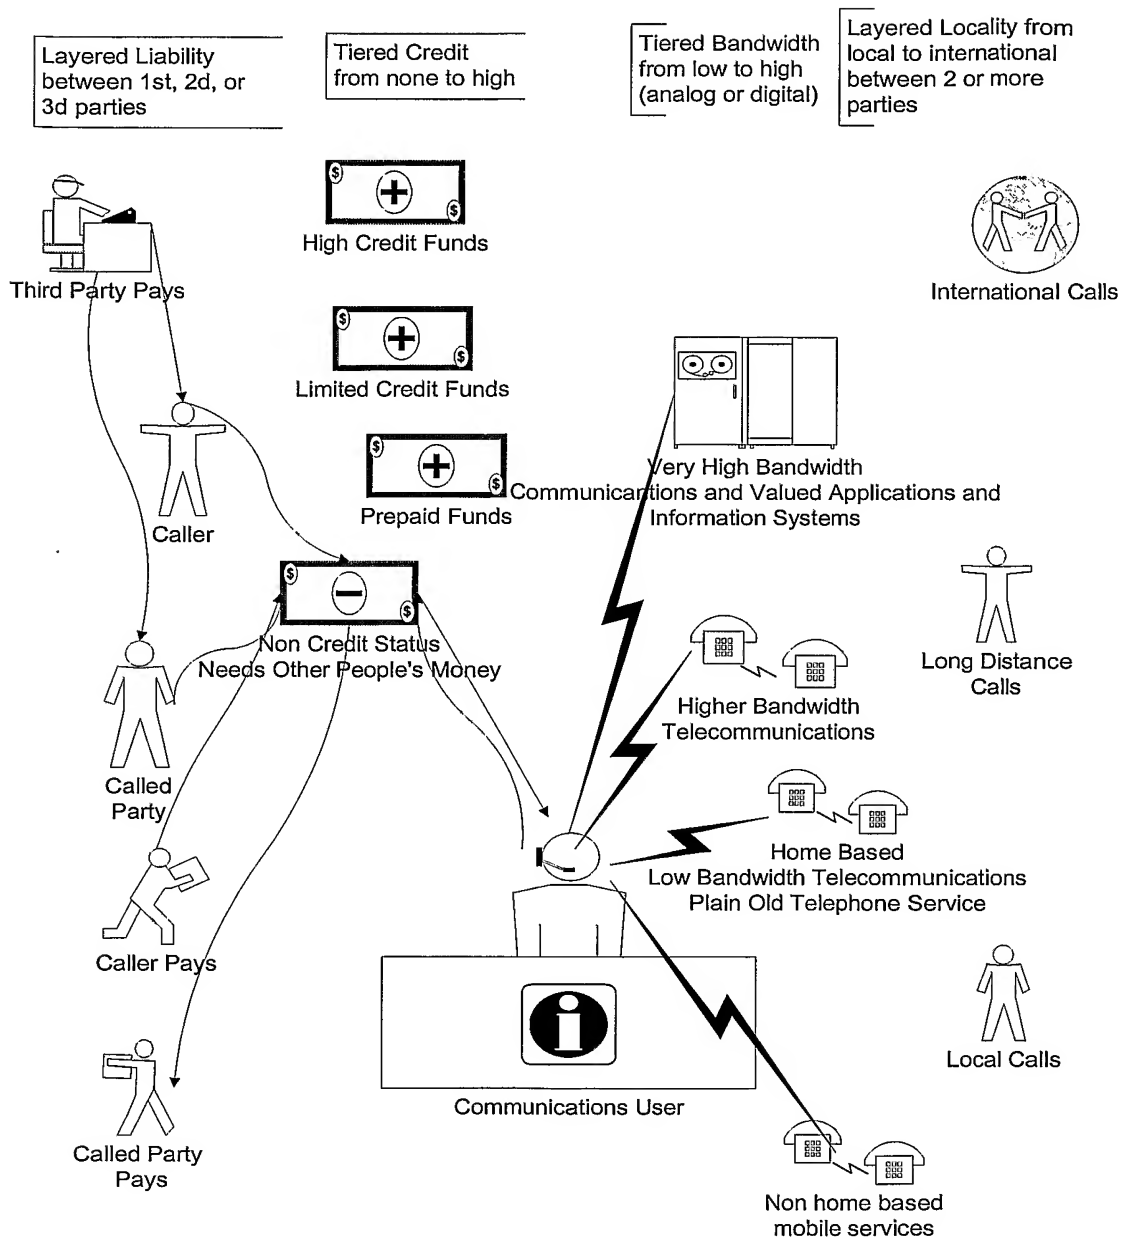 Layered Liability
between 1st, 2d, or
3d parties
Tiered Credit
from none to high
Tiered Bandwidth
from low to high
(analog or digital)
Layered Locality from
local to international
between 2 or more
parties
$
$
High Credit Funds
Third Party Pays
International Calls
$
$
Limited Credit Funds
$
$
Prepaid Funds
Very High Bandwidth
Communicantions and Valued Applications and
Information Systems
Caller
$
$
Non Credit Status
Needs Other People's Money
Long Distance
Calls
Higher Bandwidth
Telecommunications
Called
Party
Home Based
Low Bandwidth Telecommunications
Plain Old Telephone Service
Caller Pays
i
Local Calls
Communications User
Called Party
Pays
Non home based
mobile services